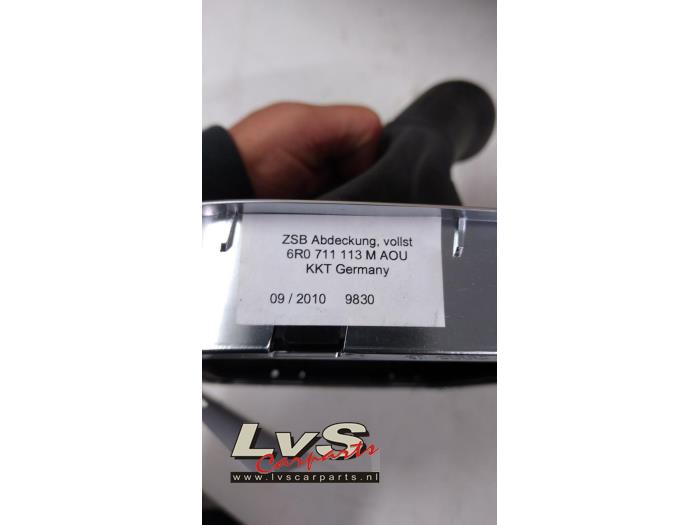 ZSB Abdeckung, vollst
6R0 711 113 M AOU
KKT Germany
09 / 2010 9830
LvS
Carparts
www.lvscarparts.nl